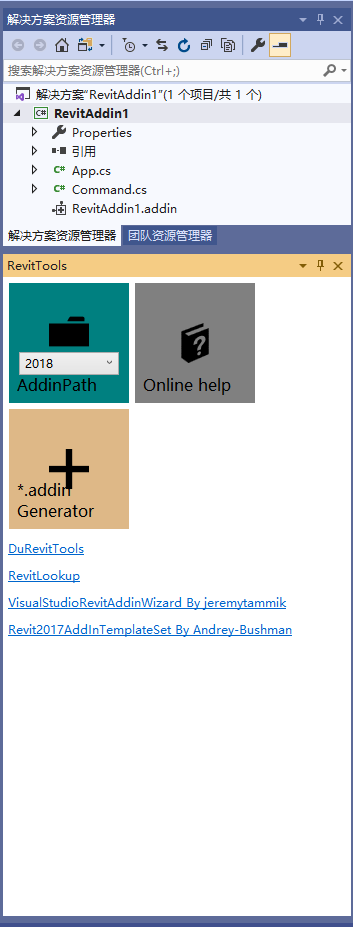 解决方案资源管理器
搜索解决方案资源管理器(Ctrl+;)
解决方案"RevitAddin1"(1 个项目/共 1 个)
C# RevitAddin1
Properties
引用
C# App.cs
C# Command.cs
RevitAddin1.addin
解决方案资源管理器 团队资源管理器
RevitTools
2018
AddinPath
Online help
*.addin
Generator
DuRevitTools
RevitLookup
VisualStudioRevitAddinWizard By jeremytammik
Revit2017AddInTemplateSet By Andrey-Bushman